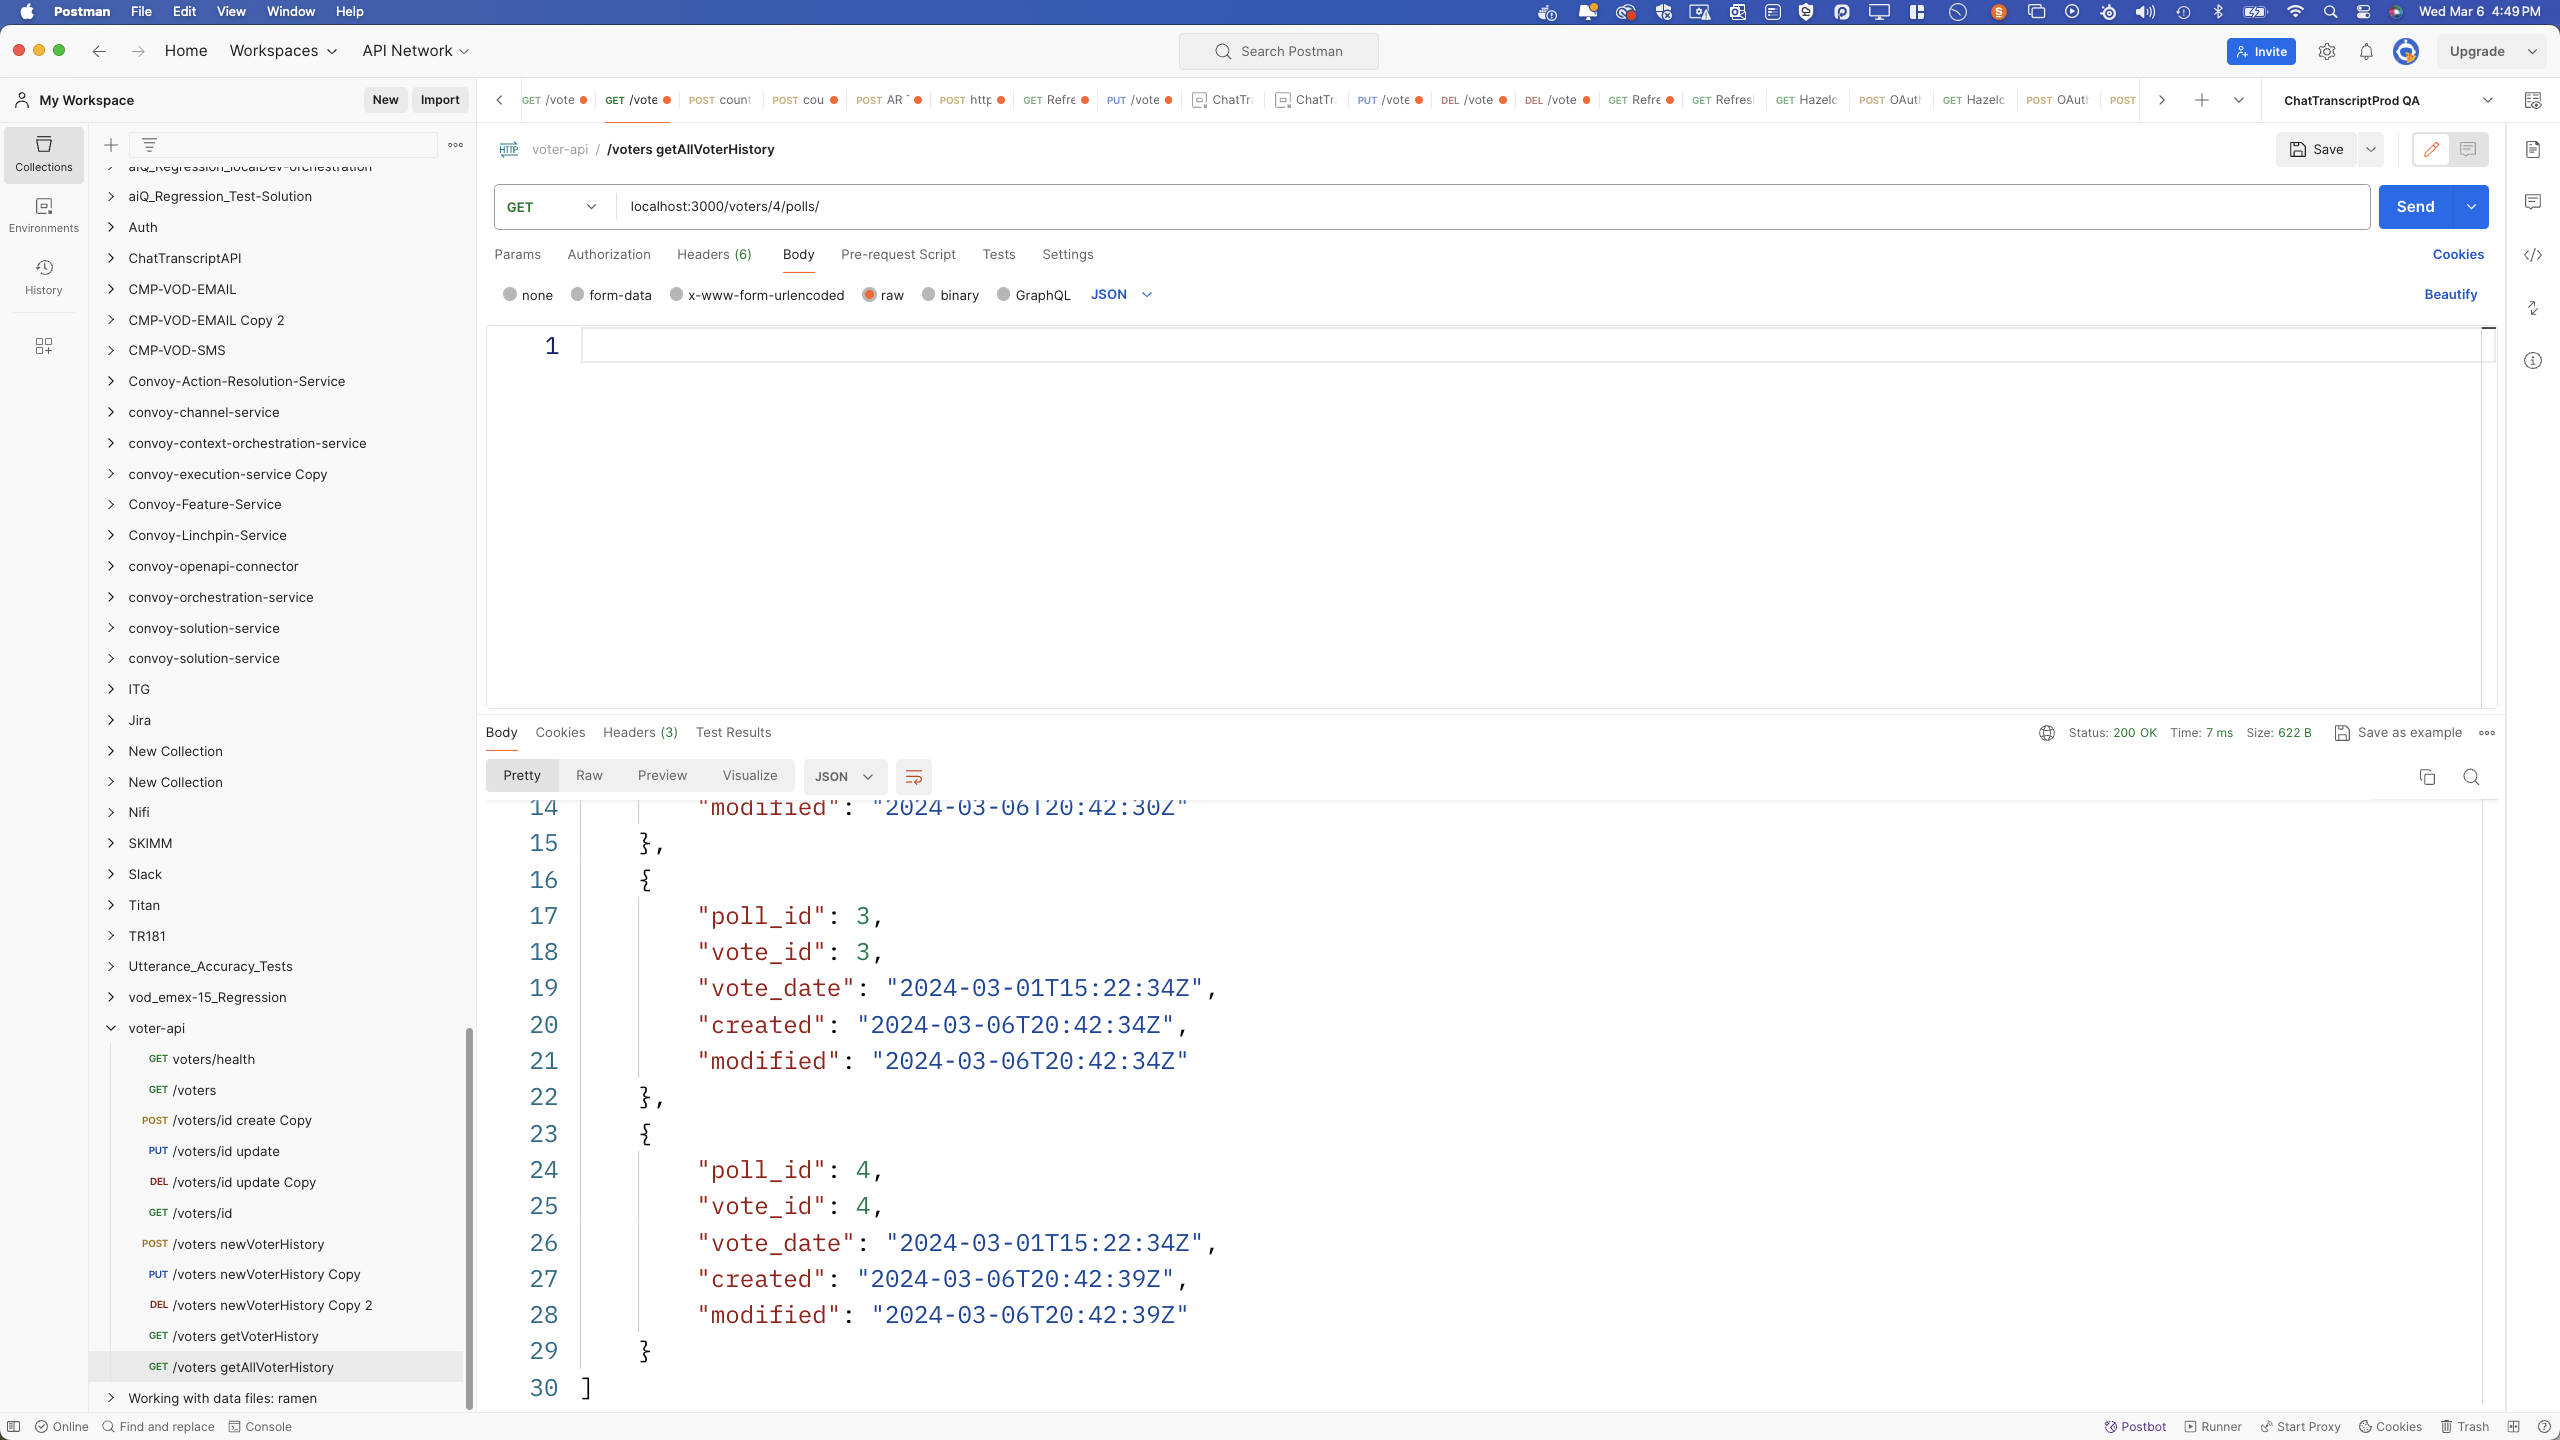 Postman File Edit View Window Help Wed Mar 6 4:49 PM
Home Workspaces API Network Search Postman Invite Upgrade
My Workspace New Import GET /vote GET /vote POST count POST cou POST AR POST http GET Refre PUT /vote ChatTr ChatTr PUT /vote DEL /vote DEL /vote. GET Refre GET Refres GET Hazelc POST OAut GET Hazelc POST OAut POST ChatTranscriptProd QA
Collections
Environments
History
aiQ_Regression_localDev-orchestration
aiQ_Regression_Test-Solution
Auth
ChatTranscriptAPI
CMP-VOD-EMAIL
CMP-VOD-EMAIL Copy 2
CMP-VOD-SMS
Convoy-Action-Resolution-Service
convoy-channel-service
convoy-context-orchestration-service
convoy-execution-service Copy
Convoy-Feature-Service
Convoy-Linchpin-Service
convoy-openapi-connector
convoy-orchestration-service
convoy-solution-service
convoy-solution-service
ITG
Jira
New Collection
New Collection
Nifi
SKIMM
Slack
Titan
TR181
Utterance_Accuracy_Tests
vod_emex-15_Regression
voter-api
GET voters/health
GET /voters
POST /voters/id create Copy
PUT /voters/id update
DEL /voters/id update Copy
GET /voters/id
POST /voters newVoterHistory
PUT /voters newVoterHistory Copy
DEL /voters newVoterHistory Copy 2
GET /voters getVoterHistory
GET /voters getAllVoterHistory
Working with data files: ramen
HTTP voter-api / /voters getAllVoterHistory Save
GET localhost:3000/voters/4/polls/ Send
Params Authorization Headers (6) Body Pre-request Script Tests Settings Cookies
none form-data x-www-form-urlencoded raw binary GraphQL JSON Beautify
1
Body Cookies Headers (3) Test Results Status: 200 OK Time: 7 ms Size: 622 B Save as example
Pretty Raw Preview Visualize JSON
14 "modified": "2024-03-06T20:42:30Z"
15 },
16 {
17 "poll_id": 3,
18 "vote_id": 3,
19 "vote_date": "2024-03-01T15:22:34Z",
20 "created": "2024-03-06T20:42:34Z",
21 "modified": "2024-03-06T20:42:34Z"
22 },
23 {
24 "poll_id": 4,
25 "vote_id": 4,
26 "vote_date": "2024-03-01T15:22:34Z",
27 "created": "2024-03-06T20:42:39Z",
28 "modified": "2024-03-06T20:42:39Z"
29 }
30 ]
Online Find and replace Console Postbot Runner Start Proxy Cookies Trash